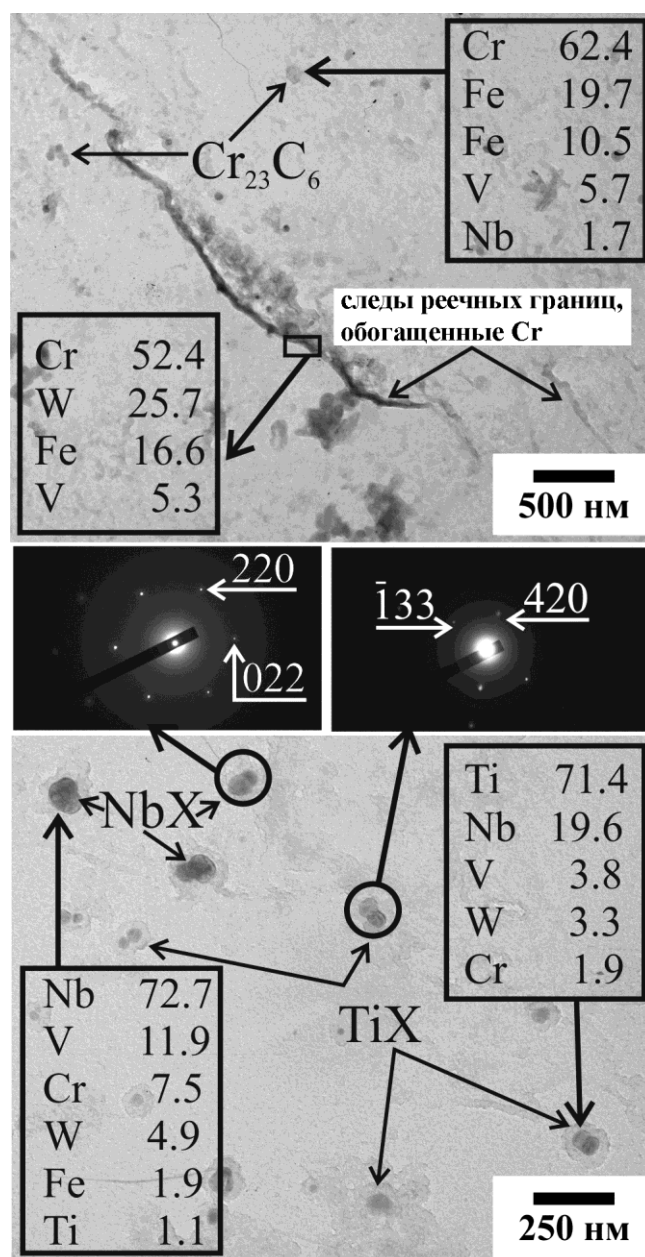 Cr 62.4
Fe 19.7
Fe 10.5
V 5.7
Nb 1.7
Cr₂₃C₆
следы реечных границ,
обогащенные Cr
Cr 52.4
W 25.7
Fe 16.6
V 5.3
500 нм
220
022
1̄33
420
NbX
Ti 71.4
Nb 19.6
V 3.8
W 3.3
Cr 1.9
TiX
Nb 72.7
V 11.9
Cr 7.5
W 4.9
Fe 1.9
Ti 1.1
250 нм